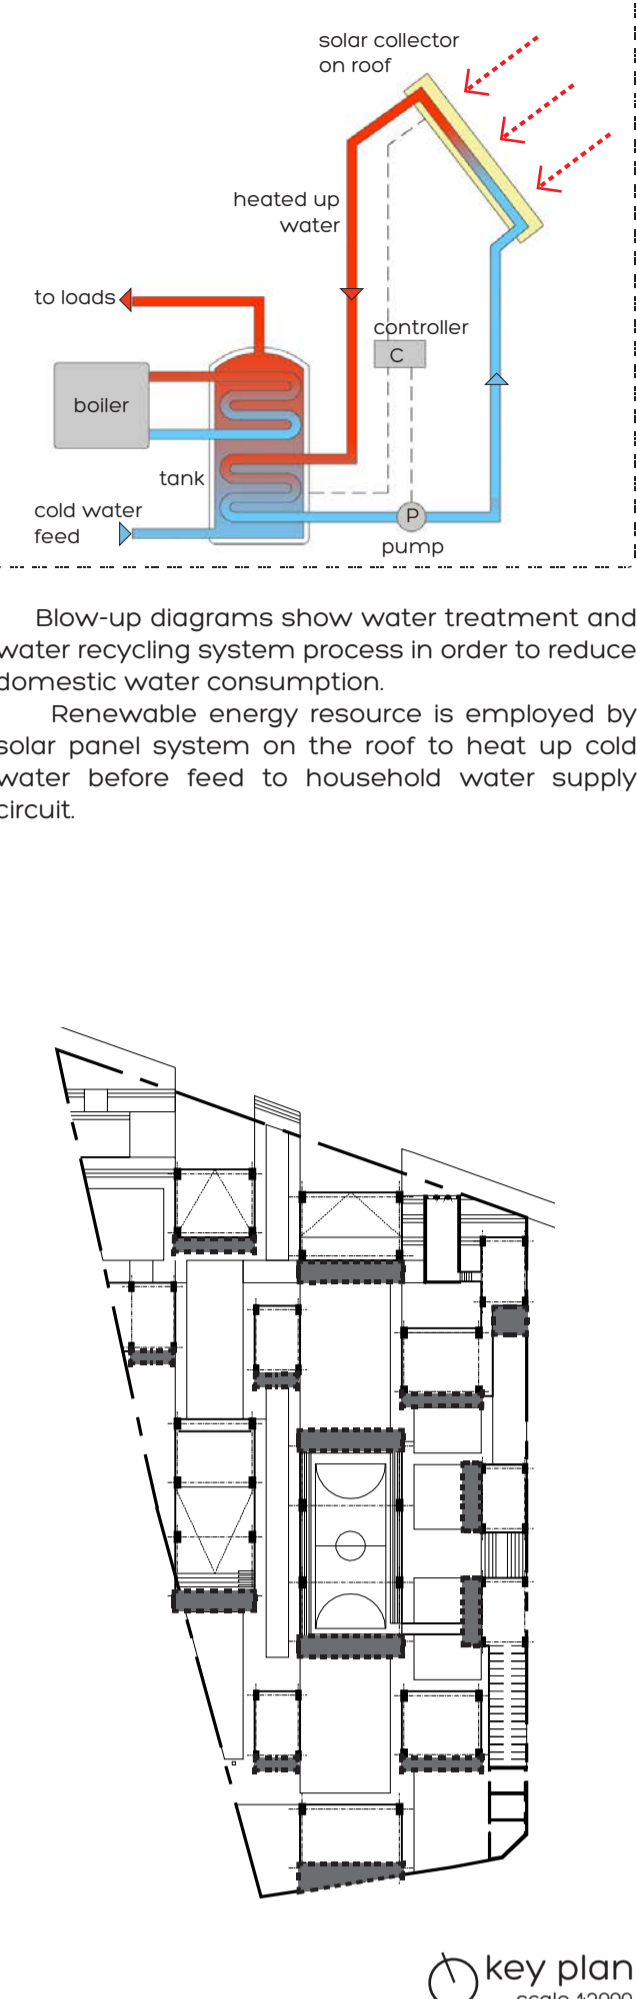 solar collector
on roof
heated up
water
to loads
controller
C
boiler
tank
cold water
feed
P
pump
Blow-up diagrams show water treatment and
water recycling system process in order to reduce
domestic water consumption.
Renewable energy resource is employed by
solar panel system on the roof to heat up cold
water before feed to household water supply
circuit.
key plan
scale 1:2000